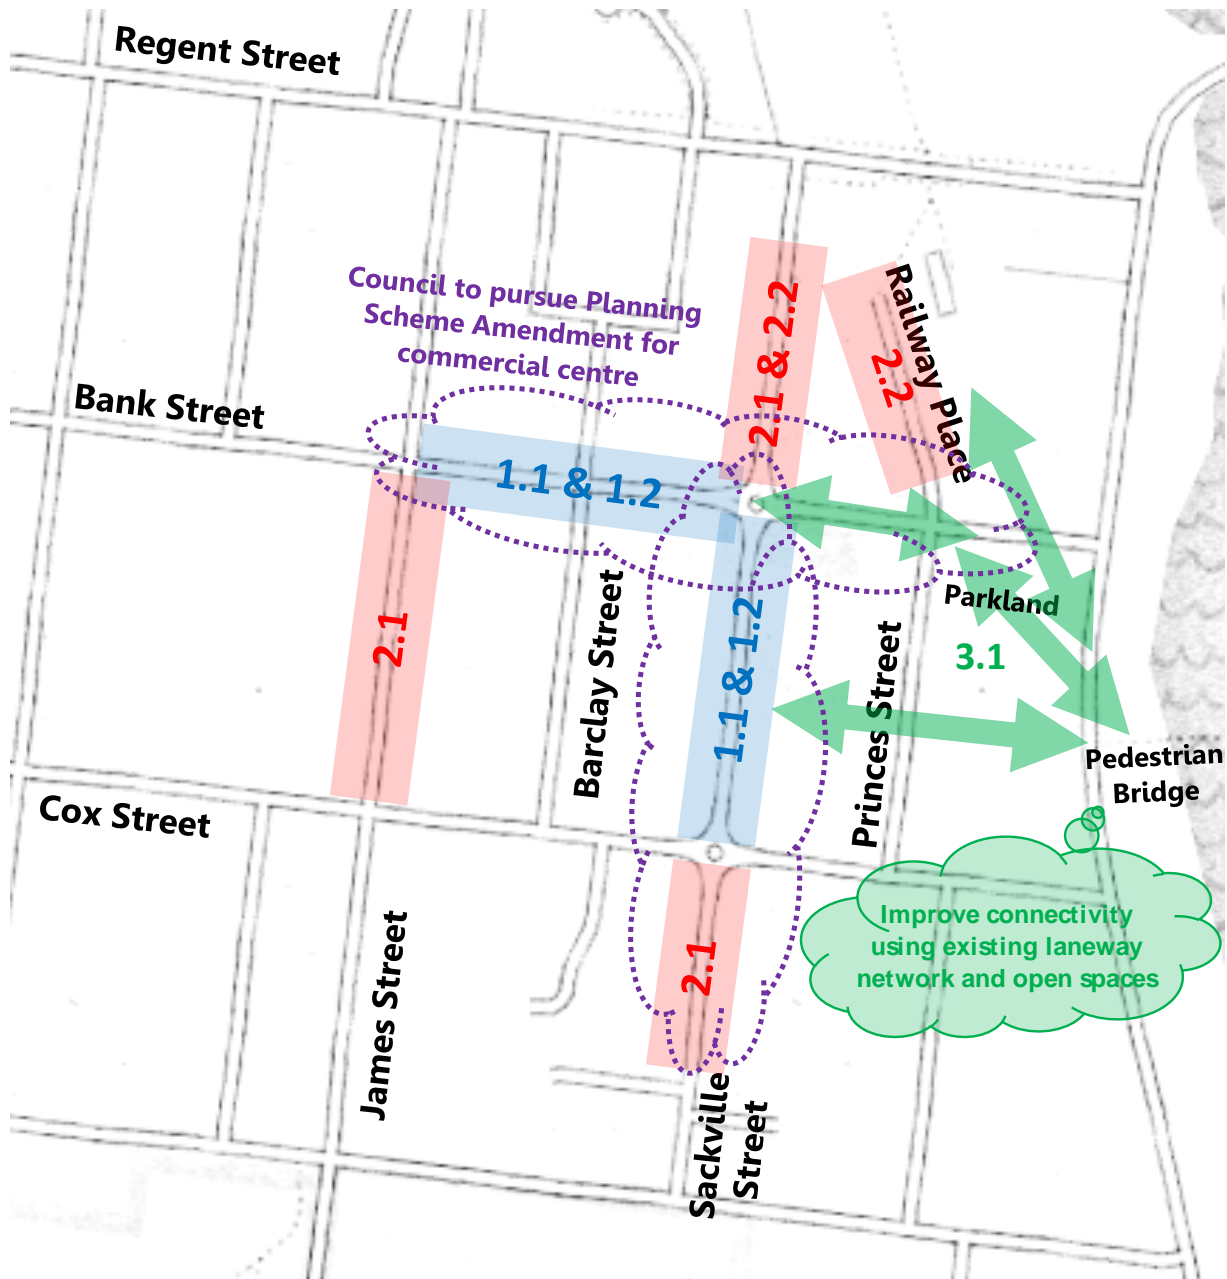 Regent Street
Council to pursue Planning
Scheme Amendment for
commercial centre
2.1 & 2.2
Railway Place
2.2
Bank Street
1.1 & 1.2
2.1
Barclay Street
1.1 & 1.2
Parkland
3.1
Princes Street
Pedestrian
Bridge
Cox Street
Improve connectivity
using existing laneway
network and open spaces
James Street
2.1
Sackville
Street